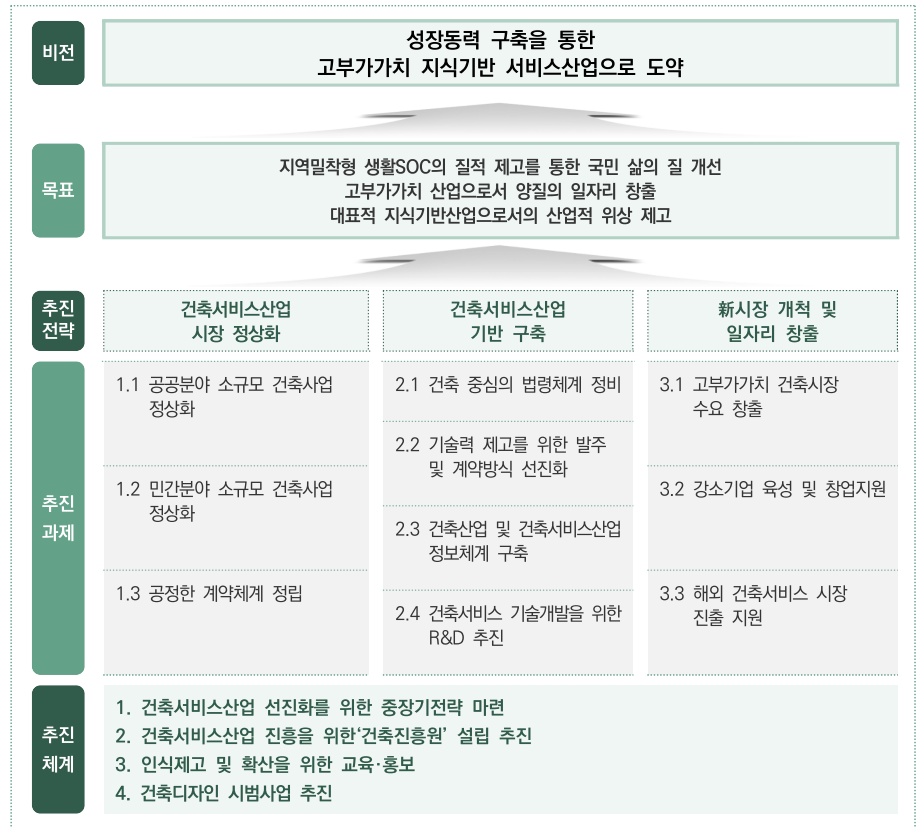 비전
성장동력 구축을 통한
고부가가치 지식기반 서비스산업으로 도약
목표
지역밀착형 생활SOC의 질적 제고를 통한 국민 삶의 질 개선
고부가가치 산업으로서 양질의 일자리 창출
대표적 지식기반산업으로서의 산업적 위상 제고
추진
전략
건축서비스산업
시장 정상화
건축서비스산업
기반 구축
新시장 개척 및
일자리 창출
추진
과제
1.1 공공분야 소규모 건축사업
정상화
1.2 민간분야 소규모 건축사업
정상화
1.3 공정한 계약체계 정립
2.1 건축 중심의 법령체계 정비
2.2 기술력 제고를 위한 발주
및 계약방식 선진화
2.3 건축산업 및 건축서비스산업
정보체계 구축
2.4 건축서비스 기술개발을 위한
R&D 추진
3.1 고부가가치 건축시장
수요 창출
3.2 강소기업 육성 및 창업지원
3.3 해외 건축서비스 시장
진출 지원
추진
체계
1. 건축서비스산업 선진화를 위한 중장기전략 마련
2. 건축서비스산업 진흥을 위한‘건축진흥원’ 설립 추진
3. 인식제고 및 확산을 위한 교육·홍보
4. 건축디자인 시범사업 추진